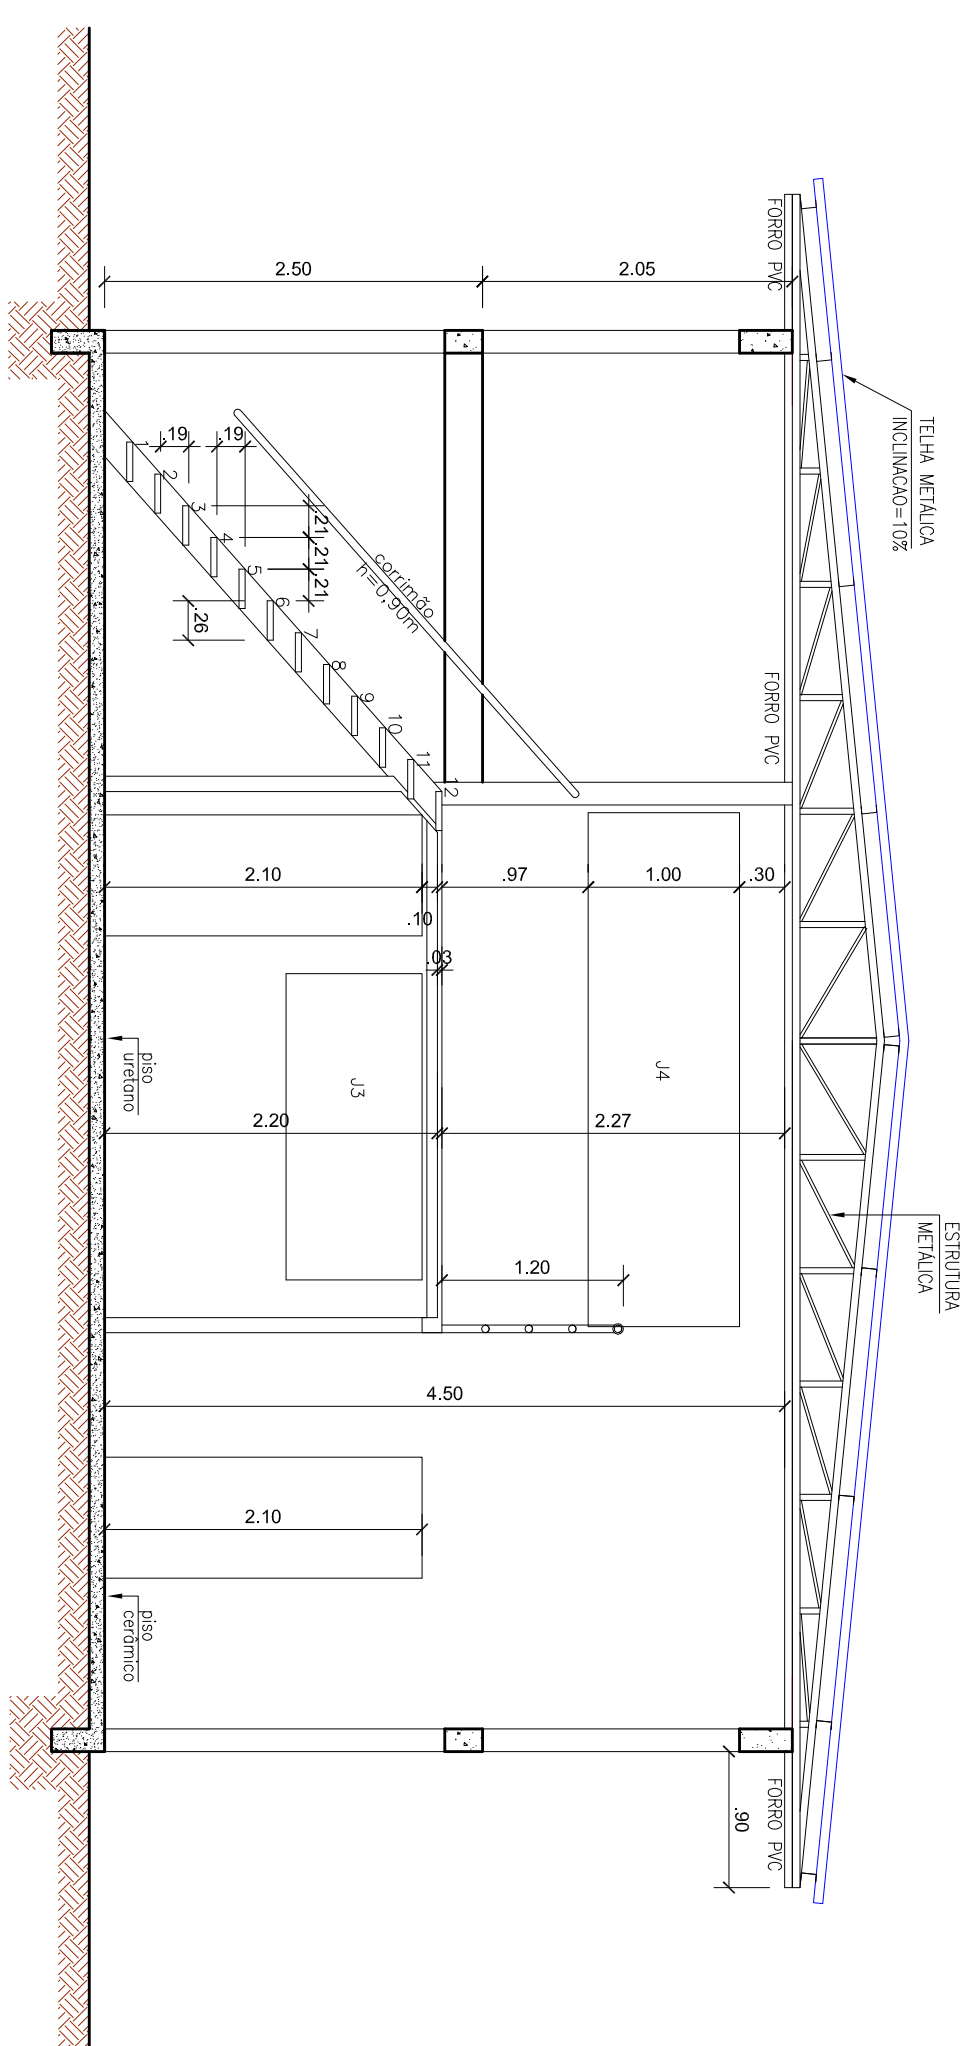 TELHA METÁLICA
INCLINACAO=10%
ESTRUTURA
METÁLICA
FORRO PVC
FORRO PVC
FORRO PVC
2.50
2.05
.19
.19
.21
.21
.21
.26
corrimão
h=0,90m
1
2
3
4
5
6
7
8
9
10
11
12
2.10
.10
.03
.97
1.00
.30
J3
J4
2.20
2.27
1.20
4.50
2.10
.90
piso
uretano
piso
cerâmico